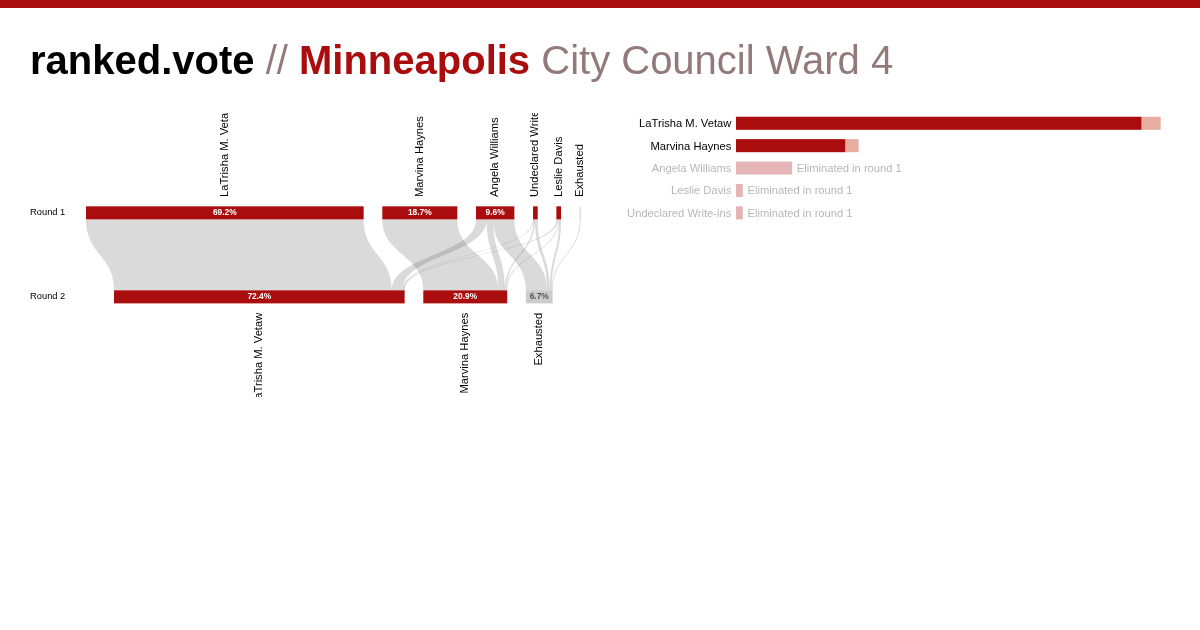 ranked.vote // Minneapolis City Council Ward 4
LaTrisha M. Veta
Marvina Haynes
Angela Williams
Undeclared Write
Leslie Davis
Exhausted
Round 1
69.2%
18.7%
9.6%
Round 2
72.4%
20.9%
6.7%
aTrisha M. Vetaw
Marvina Haynes
Exhausted
LaTrisha M. Vetaw
Marvina Haynes
Angela Williams Eliminated in round 1
Leslie Davis Eliminated in round 1
Undeclared Write-ins Eliminated in round 1